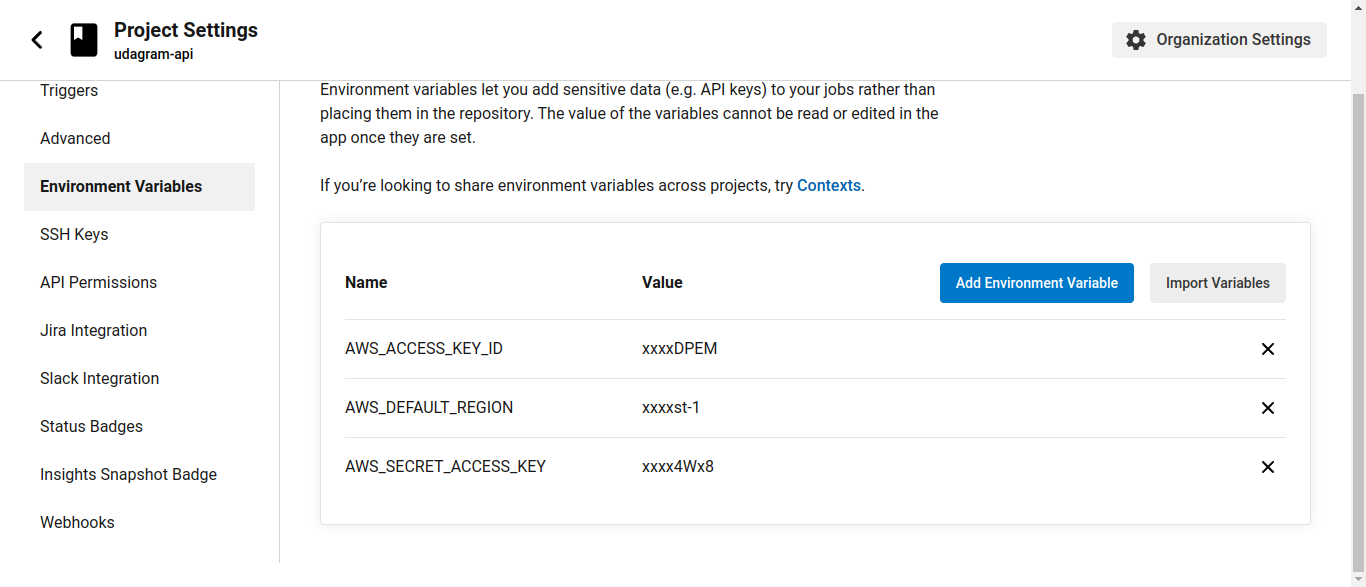 Project Settings
udagram-api
Organization Settings
Triggers
Advanced
Environment Variables
SSH Keys
API Permissions
Jira Integration
Slack Integration
Status Badges
Insights Snapshot Badge
Webhooks
Environment variables let you add sensitive data (e.g. API keys) to your jobs rather than
placing them in the repository. The value of the variables cannot be read or edited in the
app once they are set.
If you’re looking to share environment variables across projects, try Contexts.
Name Value Add Environment Variable Import Variables
AWS_ACCESS_KEY_ID xxxxDPEM
AWS_DEFAULT_REGION xxxxst-1
AWS_SECRET_ACCESS_KEY xxxx4Wx8